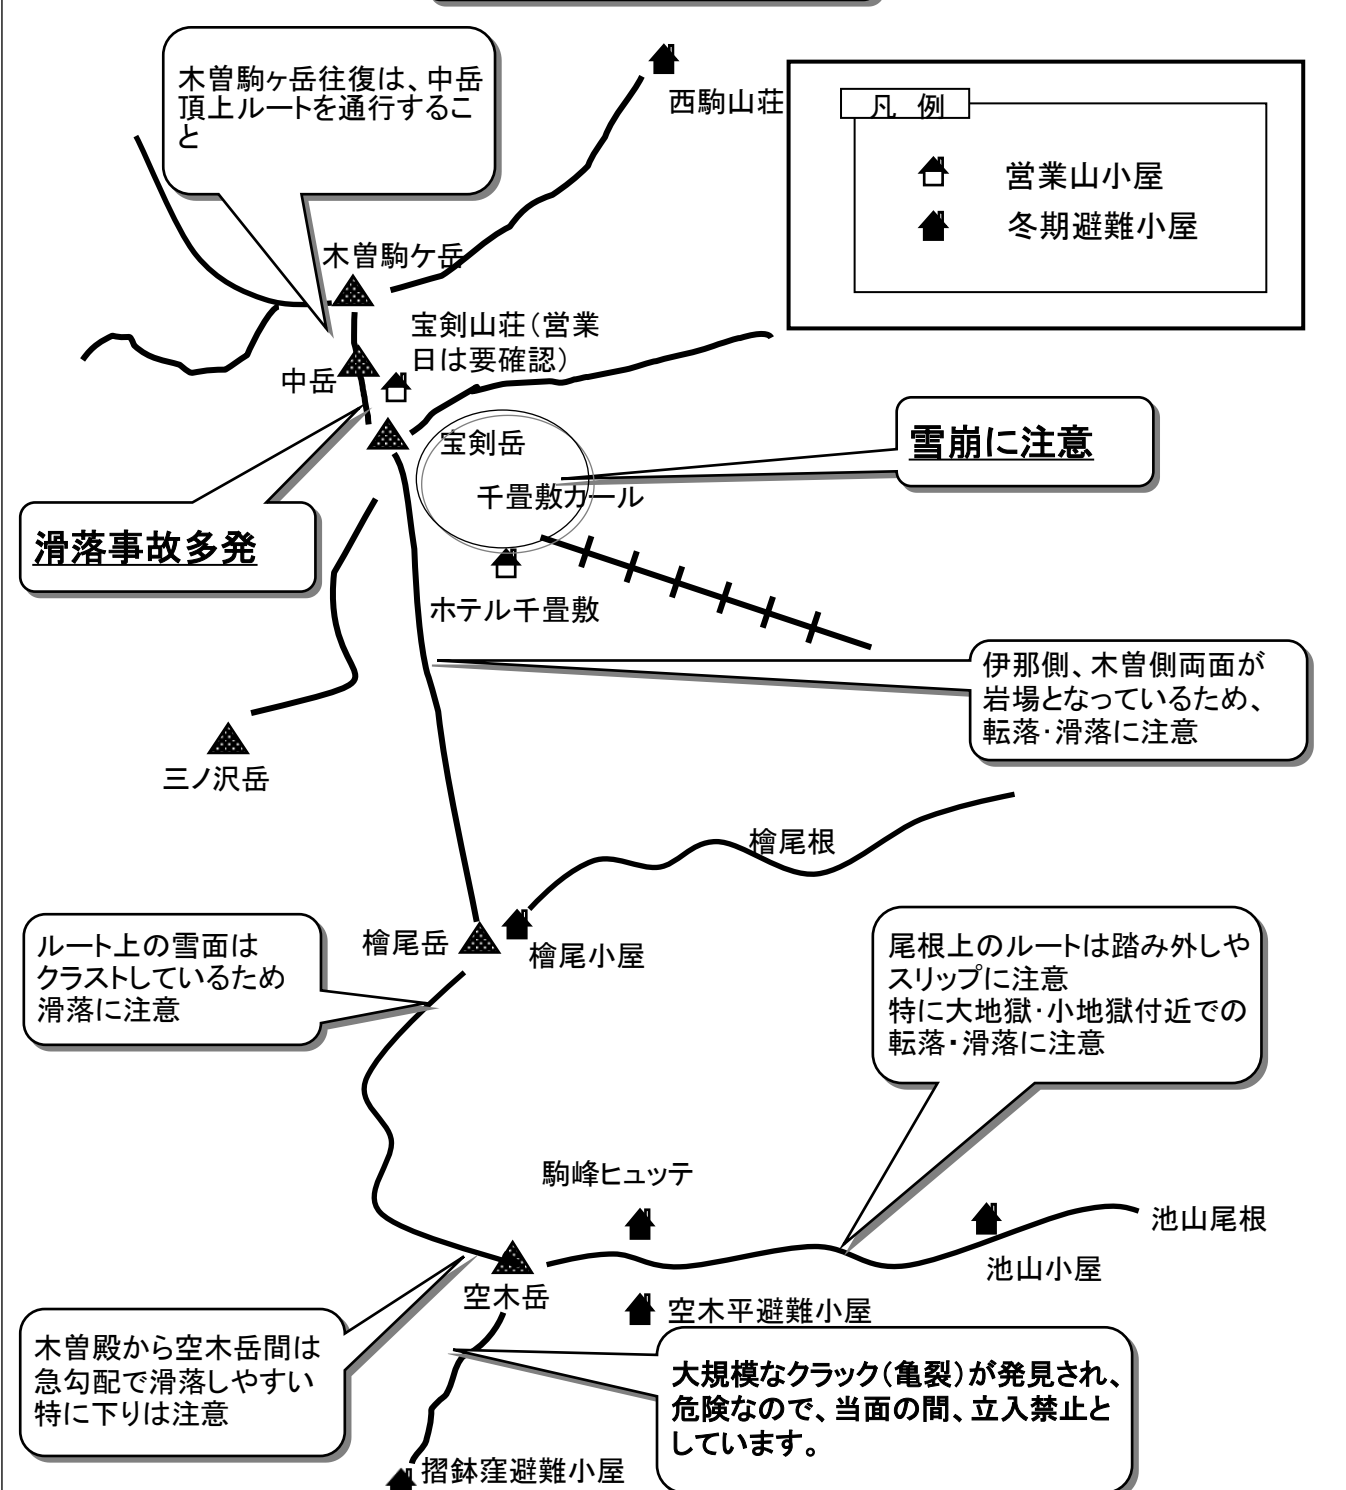 木曽駒ヶ岳往復は、中岳
頂上ルートを通行するこ
と
西駒山荘
凡 例
営業山小屋
冬期避難小屋
木曽駒ケ岳
宝剣山荘（営業
日は要確認）
中岳
宝剣岳
千畳敷カール
雪崩に注意
滑落事故多発
ホテル千畳敷
伊那側、木曽側両面が
岩場となっているため、
転落・滑落に注意
三ノ沢岳
檜尾根
檜尾岳
檜尾小屋
ルート上の雪面は
クラストしているため
滑落に注意
尾根上のルートは踏み外しや
スリップに注意
特に大地獄・小地獄付近での
転落・滑落に注意
駒峰ヒュッテ
池山尾根
池山小屋
空木岳
空木平避難小屋
木曽殿から空木岳間は
急勾配で滑落しやすい
特に下りは注意
大規模なクラック（亀裂）が発見され、
危険なので、当面の間、立入禁止と
しています。
摺鉢窪避難小屋